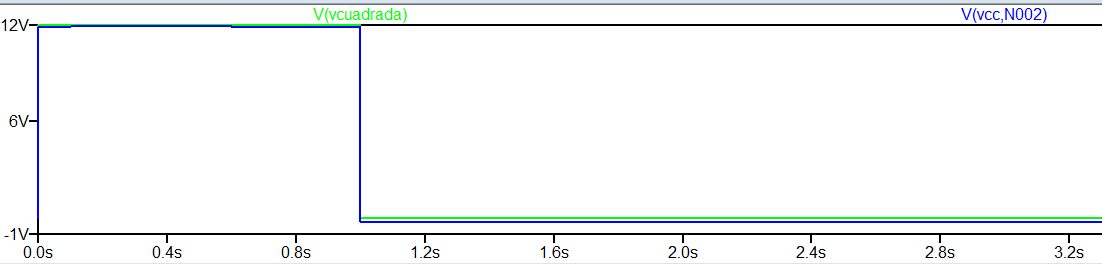 V(vcuadrada) V(vcc,N002)
12V
6V
-1V
0.0s 0.4s 0.8s 1.2s 1.6s 2.0s 2.4s 2.8s 3.2s